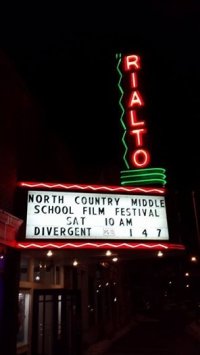 RIALTO
NORTH COUNTRY MIDDLE
SCHOOL FILM FESTIVAL
SAT 10 AM
DIVERGENT 1 4 7